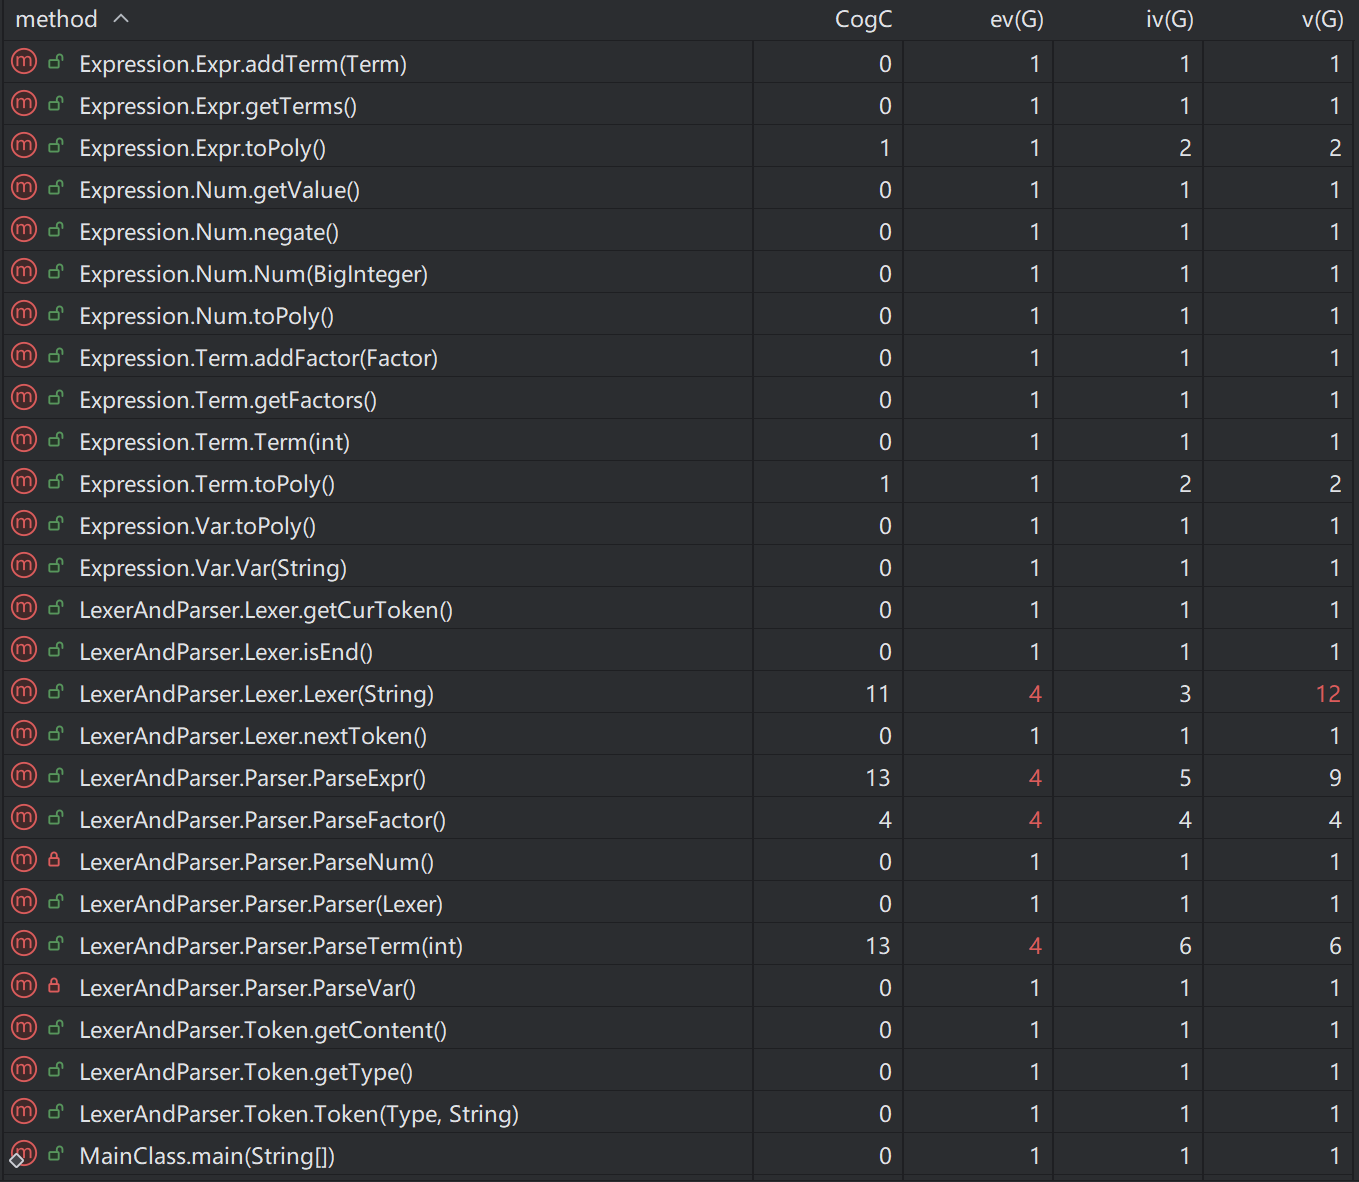 method CogC ev(G) iv(G) v(G)
m Expression.Expr.addTerm(Term) 0 1 1 1
m Expression.Expr.getTerms() 0 1 1 1
m Expression.Expr.toPoly() 1 1 2 2
m Expression.Num.getValue() 0 1 1 1
m Expression.Num.negate() 0 1 1 1
m Expression.Num.Num(BigInteger) 0 1 1 1
m Expression.Num.toPoly() 0 1 1 1
m Expression.Term.addFactor(Factor) 0 1 1 1
m Expression.Term.getFactors() 0 1 1 1
m Expression.Term.Term(int) 0 1 1 1
m Expression.Term.toPoly() 1 1 2 2
m Expression.Var.toPoly() 0 1 1 1
m Expression.Var.Var(String) 0 1 1 1
m LexerAndParser.Lexer.getCurToken() 0 1 1 1
m LexerAndParser.Lexer.isEnd() 0 1 1 1
m LexerAndParser.Lexer.Lexer(String) 11 4 3 12
m LexerAndParser.Lexer.nextToken() 0 1 1 1
m LexerAndParser.Parser.ParseExpr() 13 4 5 9
m LexerAndParser.Parser.ParseFactor() 4 4 4 4
m LexerAndParser.Parser.ParseNum() 0 1 1 1
m LexerAndParser.Parser.Parser(Lexer) 0 1 1 1
m LexerAndParser.Parser.ParseTerm(int) 13 4 6 6
m LexerAndParser.Parser.ParseVar() 0 1 1 1
m LexerAndParser.Token.getContent() 0 1 1 1
m LexerAndParser.Token.getType() 0 1 1 1
m LexerAndParser.Token.Token(Type, String) 0 1 1 1
m MainClass.main(String[]) 0 1 1 1